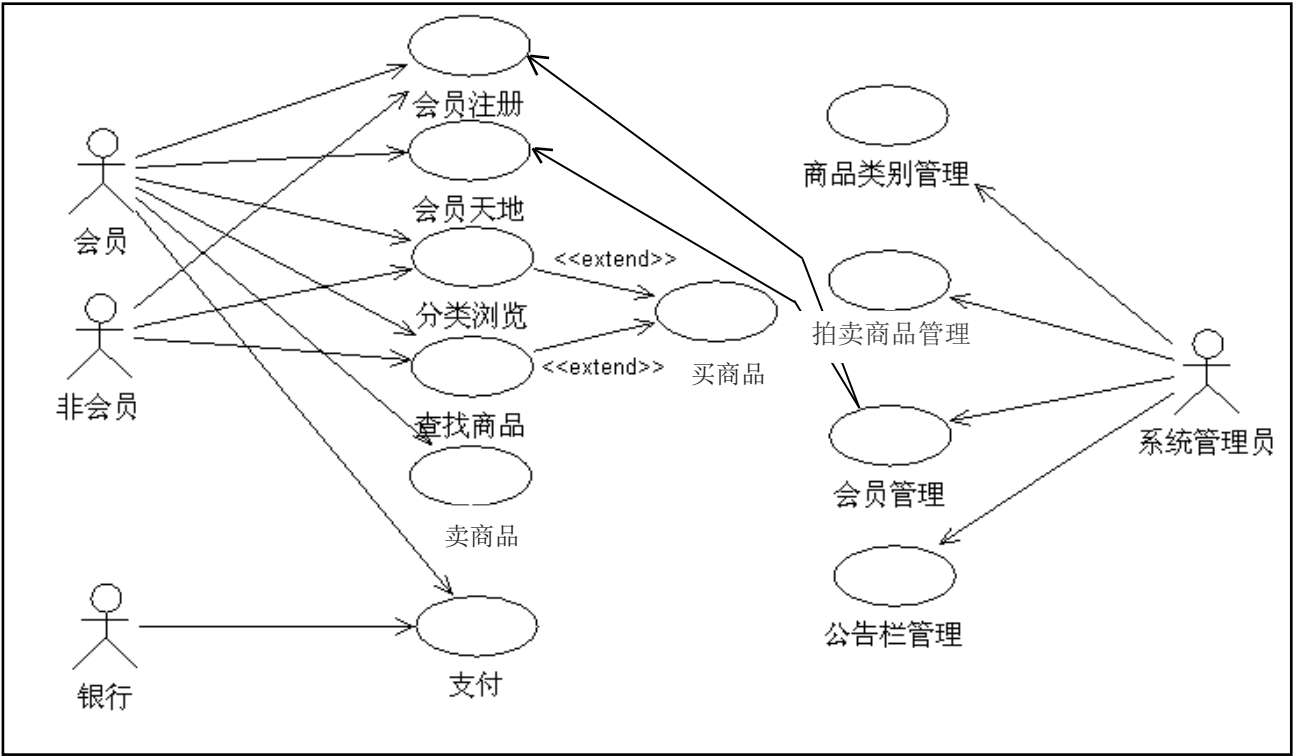 会员注册
商品类别管理
会员
会员天地
<<extend>>
分类浏览
拍卖商品管理
<<extend>>
买商品
非会员
查找商品
系统管理员
会员管理
卖商品
公告栏管理
银行
支付